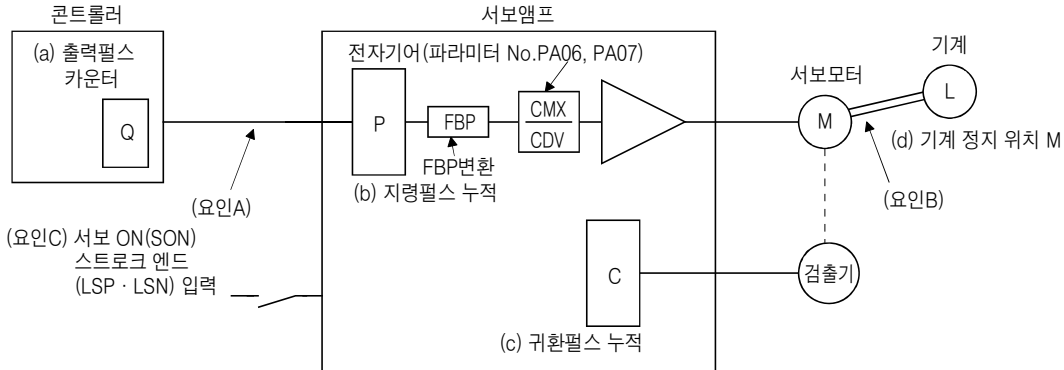 콘트롤러
(a) 출력펄스
카운터
Q
(요인A)
(요인C) 서보 ON(SON)
스트로크 엔드
(LSP · LSN) 입력
서보앰프
전자기어(파라미터 No.PA06, PA07)
P
FBP
CMX
CDV
FBP변환
(b) 지령펄스 누적
C
(c) 귀환펄스 누적
서보모터
M
기계
L
(d) 기계 정지 위치 M
(요인B)
검출기